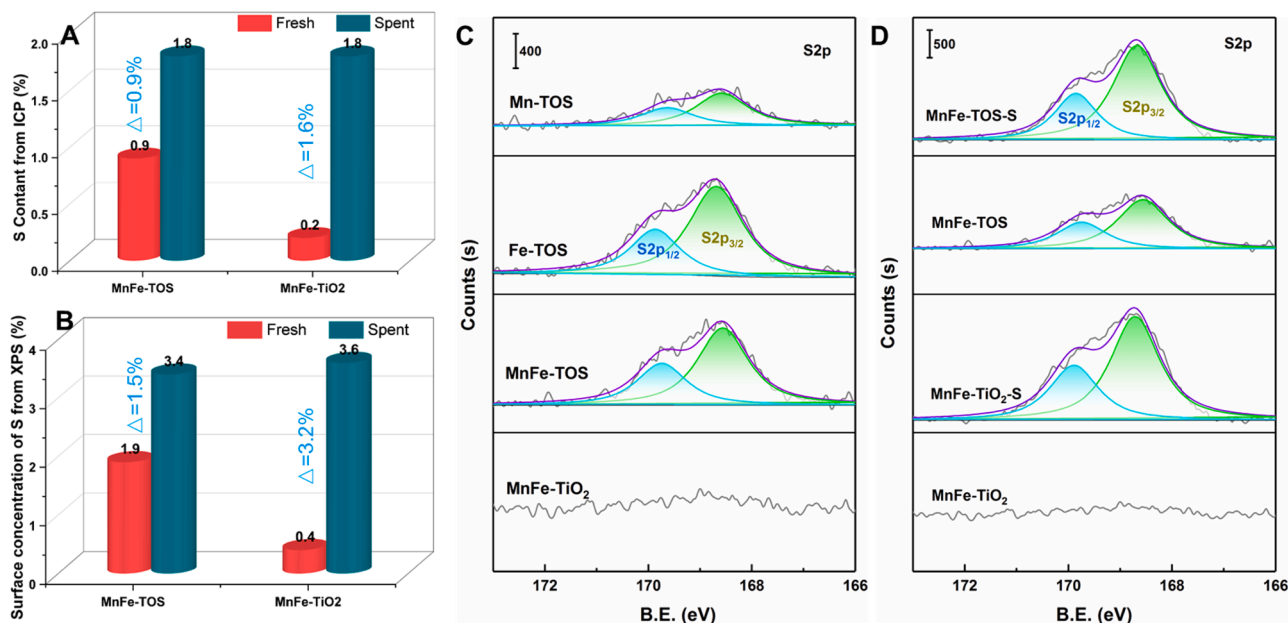 A
Fresh
Spent
S Contant from ICP (%)
2.0
1.5
1.0
0.5
0.0
△=0.9%
△=1.6%
0.9
1.8
0.2
1.8
MnFe-TOS
MnFe-TiO2
B
Fresh
Spent
Surface concentration of S from XPS (%)
4
3
2
1
0
△=1.5%
△=3.2%
1.9
3.4
0.4
3.6
MnFe-TOS
MnFe-TiO2
C
400
S2p
Counts (s)
Mn-TOS
Fe-TOS
S2p1/2
S2p3/2
MnFe-TOS
MnFe-TiO2
172
170
168
166
B.E. (eV)
D
500
S2p
Counts (s)
MnFe-TOS-S
S2p1/2
S2p3/2
MnFe-TOS
MnFe-TiO2-S
MnFe-TiO2
172
170
168
166
B.E. (eV)